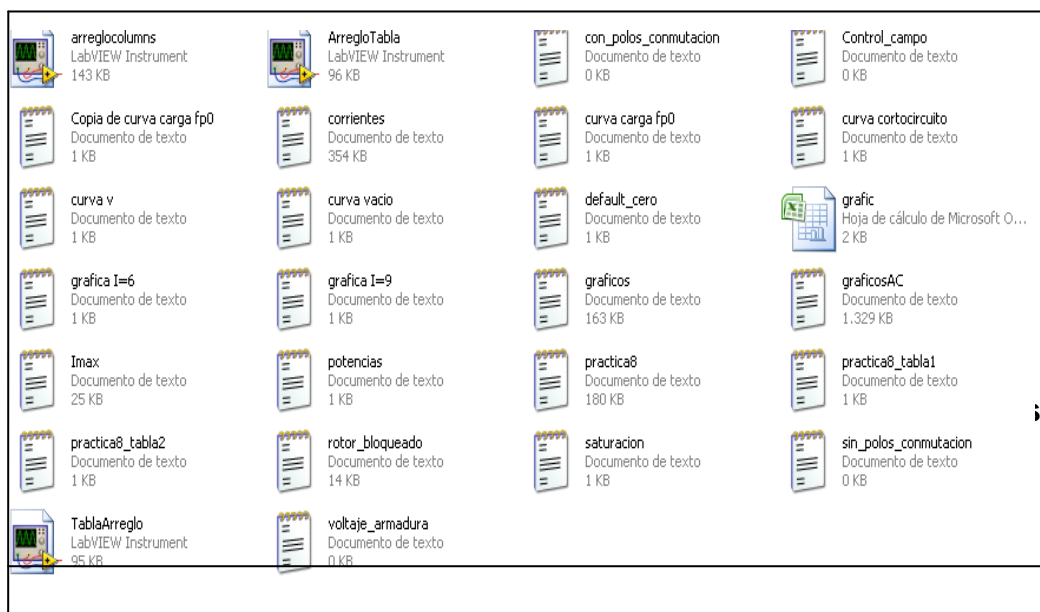 arreglocolumns
LabVIEW Instrument
143 KB
ArregloTabla
LabVIEW Instrument
96 KB
con_polos_conmutacion
Documento de texto
0 KB
Control_campo
Documento de texto
0 KB
Copia de curva carga fp0
Documento de texto
1 KB
corrientes
Documento de texto
354 KB
curva carga fp0
Documento de texto
1 KB
curva cortocircuito
Documento de texto
1 KB
curva v
Documento de texto
1 KB
curva vacio
Documento de texto
1 KB
default_cero
Documento de texto
1 KB
grafic
Hoja de cálculo de Microsoft O...
2 KB
grafica I=6
Documento de texto
1 KB
grafica I=9
Documento de texto
1 KB
graficos
Documento de texto
163 KB
graficosAC
Documento de texto
1.329 KB
Imax
Documento de texto
25 KB
potencias
Documento de texto
1 KB
practica8
Documento de texto
180 KB
practica8_tabla1
Documento de texto
1 KB
practica8_tabla2
Documento de texto
1 KB
rotor_bloqueado
Documento de texto
14 KB
saturacion
Documento de texto
1 KB
sin_polos_conmutacion
Documento de texto
0 KB
TablaArreglo
LabVIEW Instrument
95 KB
voltaje_armadura
Documento de texto
0 KB